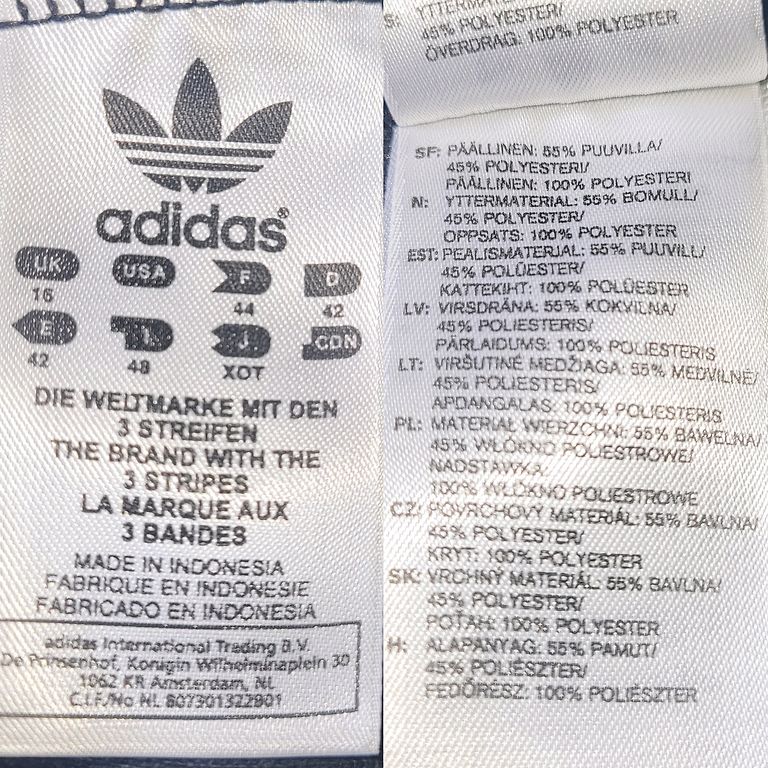 adidas®
UK USA F D
16 44 42
E I J CDN
42 48 XOT
DIE WELTMARKE MIT DEN
3 STREIFEN
THE BRAND WITH THE
3 STRIPES
LA MARQUE AUX
3 BANDES
MADE IN INDONESIA
FABRIQUE EN INDONESIE
FABRICADO EN INDONESIA
adidas International Trading B.V.
De Prinsenhof, Konigin Wilhelminaplein 30
1062 KR Amsterdam, NL
C.I.F./No NL 807301322901
S: YTTERMATE
45% POLYESTER/
ÖVERDRAG: 100% POLYESTER
SF: PÄÄLLINEN: 55% PUUVILLA/
45% POLYESTERI/
PÄÄLLINEN: 100% POLYESTERI
N: YTTERMATERIAL: 55% BOMULL/
45% POLYESTER/
OPPSATS: 100% POLYESTER
EST: PEALISMATERJAL: 55% PUUVILL/
45% POLÜESTER/
KATTEKIHT: 100% POLÜESTER
LV: VIRSDRĀNA: 55% KOKVILNA/
45% POLIESTERIS/
PĀRLAIDUMS: 100% POLIESTERIS
LT: VIRŠUTINĖ MEDŽIAGA: 55% MEDVILNĖ/
45% POLIESTERIS/
APDANGALAS: 100% POLIESTERIS
PL: MATERIAŁ WIERZCHNI: 55% BAWEŁNA/
45% WŁÓKNO POLIESTROWE/
NADSTAWKA:
100% WŁÓKNO POLIESTROWE
CZ: POVRCHOVÝ MATERIÁL: 55% BAVLNA/
45% POLYESTER/
KRYT: 100% POLYESTER
SK: VRCHNÝ MATERIÁL: 55% BAVLNA/
45% POLYESTER/
POŤAH: 100% POLYESTER
H: ALAPANYAG: 55% PAMUT/
45% POLIÉSZTER/
FEDŐRÉSZ: 100% POLIÉSZTER